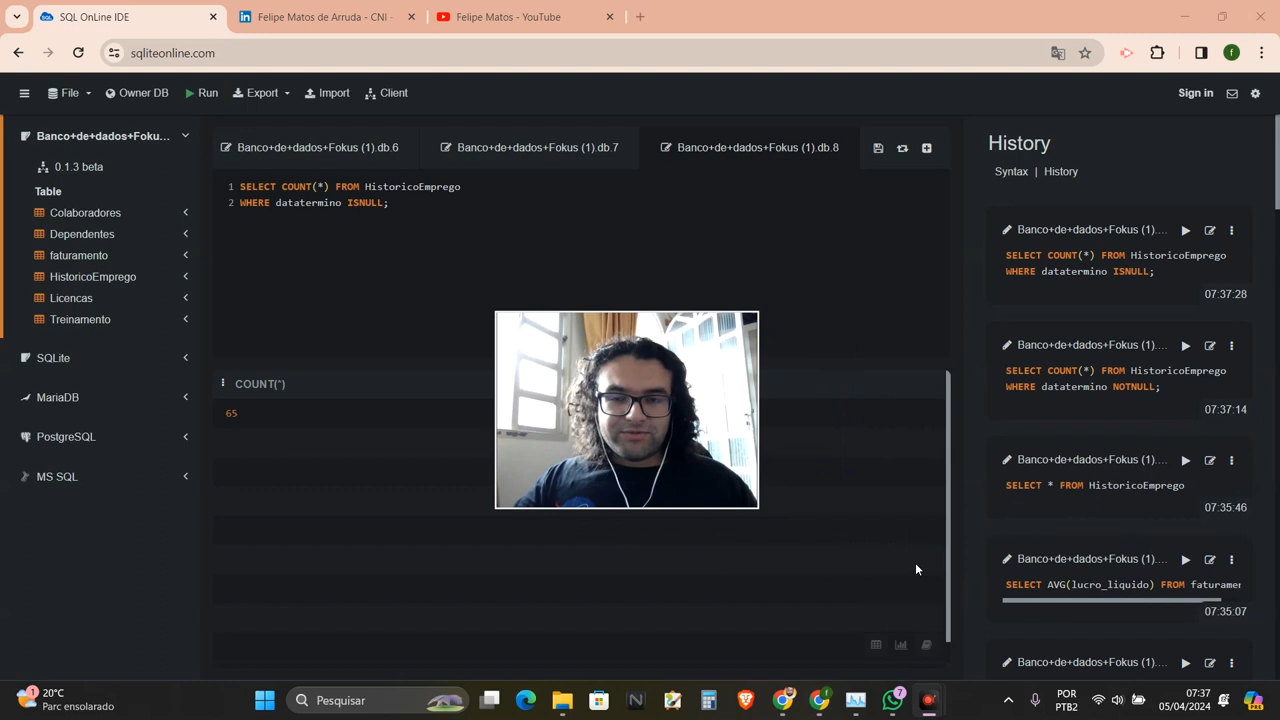 SQL OnLine IDE
Felipe Matos de Arruda - CNI -
Felipe Matos - YouTube
sqliteonline.com
f
File
Owner DB
Run
Export
Import
Client
Sign in
Banco+de+dados+Foku...
0.1.3 beta
Table
Colaboradores
Dependentes
faturamento
HistoricoEmprego
Licencas
Treinamento
SQLite
MariaDB
PostgreSQL
MS SQL
Banco+de+dados+Fokus (1).db.6
Banco+de+dados+Fokus (1).db.7
Banco+de+dados+Fokus (1).db.8
1 SELECT COUNT(*) FROM HistoricoEmprego
2 WHERE datatermino ISNULL;
COUNT(*)
65
History
Syntax | History
Banco+de+dados+Fokus (1)....
SELECT COUNT(*) FROM HistoricoEmprego
WHERE datatermino ISNULL;
07:37:28
Banco+de+dados+Fokus (1)....
SELECT COUNT(*) FROM HistoricoEmprego
WHERE datatermino NOTNULL;
07:37:14
Banco+de+dados+Fokus (1)....
SELECT * FROM HistoricoEmprego
07:35:46
Banco+de+dados+Fokus (1)....
SELECT AVG(lucro_liquido) FROM faturamen
07:35:07
Banco+de+dados+Fokus (1)....
1
20°C
Parc ensolarado
Pesquisar
7
POR
PTB2
07:37
05/04/2024